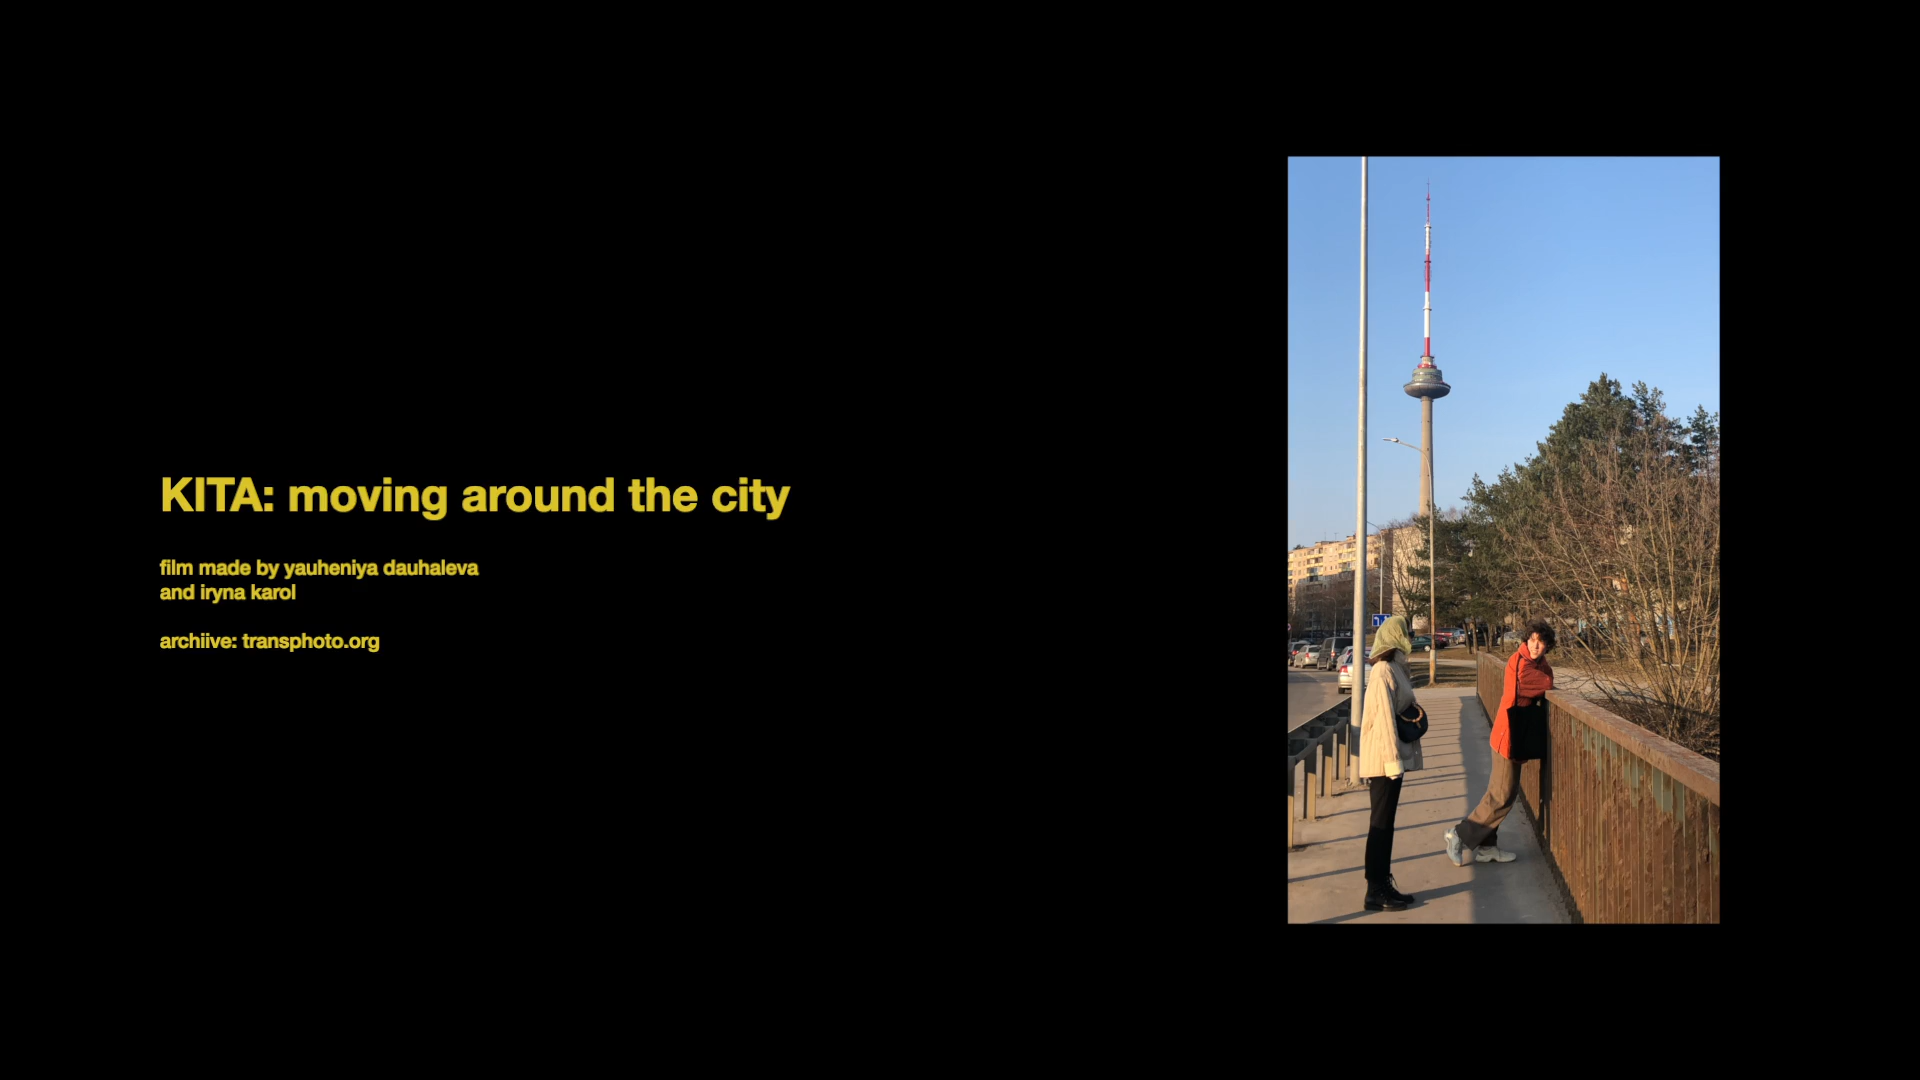 KITA: moving around the city
film made by yauheniya dauhaleva
and iryna karol
archiive: transphoto.org